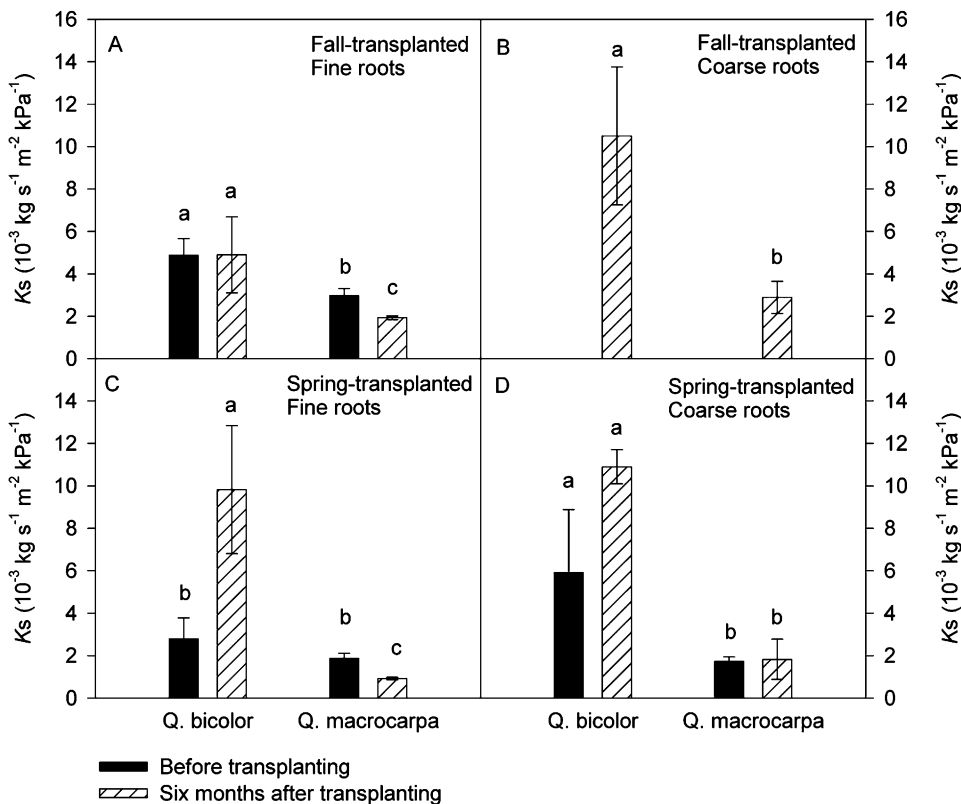 A
Fall-transplanted
Fine roots
a
a
b
c
16
14
12
10
8
6
4
2
0
Ks (10⁻³ kg s⁻¹ m⁻² kPa⁻¹)
B
Fall-transplanted
Coarse roots
a
b
16
14
12
10
8
6
4
2
0
Ks (10⁻³ kg s⁻¹ m⁻² kPa⁻¹)
C
Spring-transplanted
Fine roots
b
a
b
c
14
12
10
8
6
4
2
0
Ks (10⁻³ kg s⁻¹ m⁻² kPa⁻¹)
Q. bicolor Q. macrocarpa
D
Spring-transplanted
Coarse roots
a
a
b
b
14
12
10
8
6
4
2
0
Ks (10⁻³ kg s⁻¹ m⁻² kPa⁻¹)
Q. bicolor Q. macrocarpa
Before transplanting
Six months after transplanting